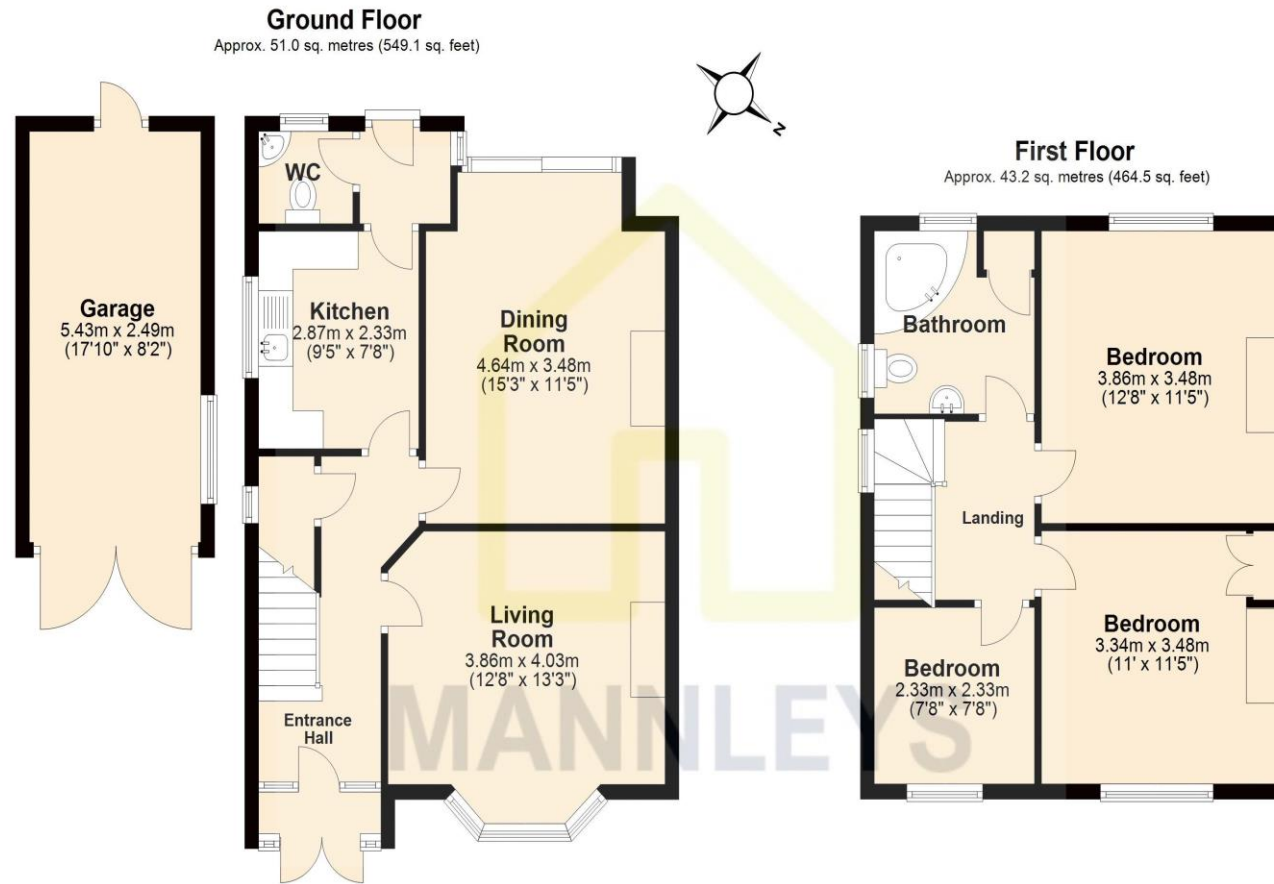 Ground Floor
Approx. 51.0 sq. metres (549.1 sq. feet)
Garage
5.43m x 2.49m
(17'10" x 8'2")
WC
Kitchen
2.87m x 2.33m
(9'5" x 7'8")
Dining
Room
4.64m x 3.48m
(15'3" x 11'5")
Living
Room
3.86m x 4.03m
(12'8" x 13'3")
Entrance
Hall
Z
First Floor
Approx. 43.2 sq. metres (464.5 sq. feet)
Bathroom
Bedroom
3.86m x 3.48m
(12'8" x 11'5")
Landing
Bedroom
3.34m x 3.48m
(11' x 11'5")
Bedroom
2.33m x 2.33m
(7'8" x 7'8")
MANNLEYS